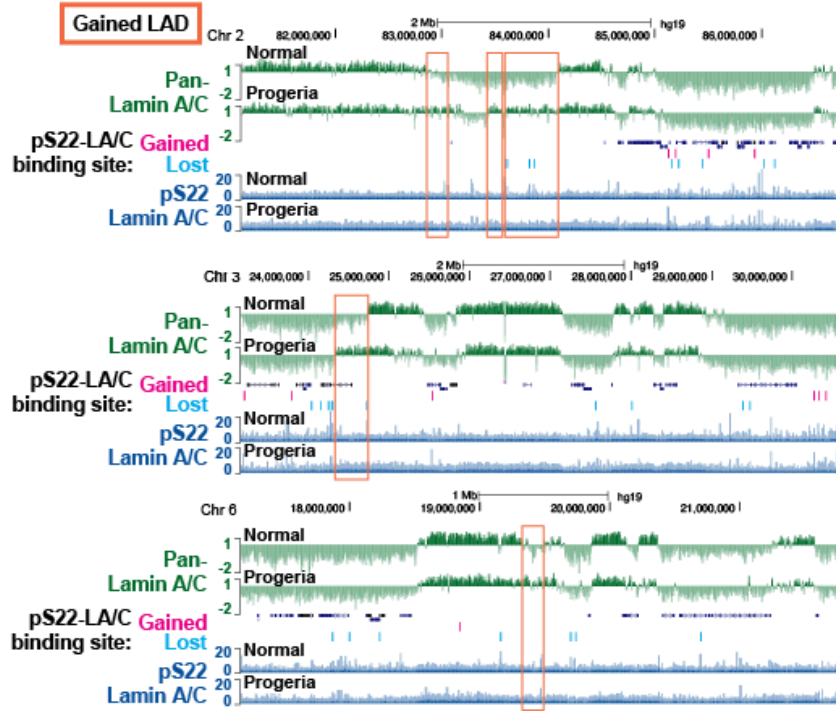 Gained LAD
2 Mb hg19
Chr 2 82,000,000 83,000,000 84,000,000 85,000,000 86,000,000
Normal
Pan-
Lamin A/C
1
-2
Progeria
1
-2
pS22-LA/C Gained
binding site: Lost
Normal
pS22
Lamin A/C
20
0
Progeria
20
0
2 Mb hg19
Chr 3 24,000,000 25,000,000 26,000,000 27,000,000 28,000,000 29,000,000 30,000,000
Normal
Pan-
Lamin A/C
1
-2
Progeria
1
-2
pS22-LA/C Gained
binding site: Lost
Normal
pS22
Lamin A/C
20
0
Progeria
20
0
1 Mb hg19
Chr 6 18,000,000 19,000,000 20,000,000 21,000,000
Normal
Pan-
Lamin A/C
1
-2
Progeria
1
-2
pS22-LA/C Gained
binding site: Lost
Normal
pS22
Lamin A/C
20
0
Progeria
20
0